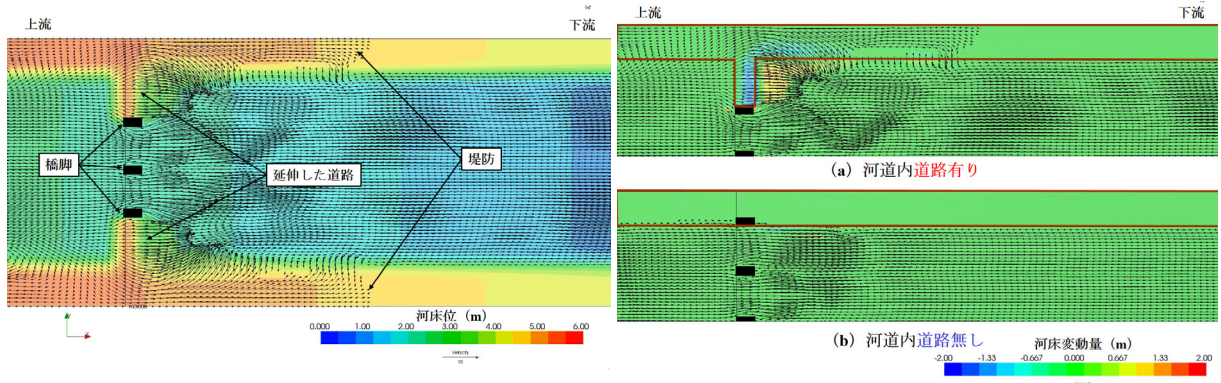 上流
下流
橋脚
延伸した道路
堤防
河床位（m）
0.000 1.00 2.00 3.00 4.00 5.00 6.00
Velocity
上流
下流
(a) 河道内道路有り
(b) 河道内道路無し
河床変動量（m）
-2.00 -1.33 -0.667 0.000 0.667 1.33 2.00